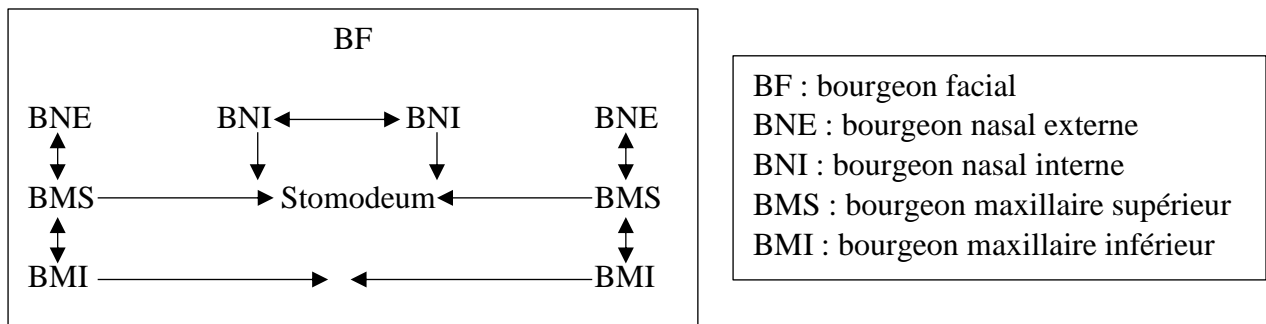 BF
BNE BNI BNI BNE
BMS Stomodeum BMS
BMI BMI
BF : bourgeon facial
BNE : bourgeon nasal externe
BNI : bourgeon nasal interne
BMS : bourgeon maxillaire supérieur
BMI : bourgeon maxillaire inférieur